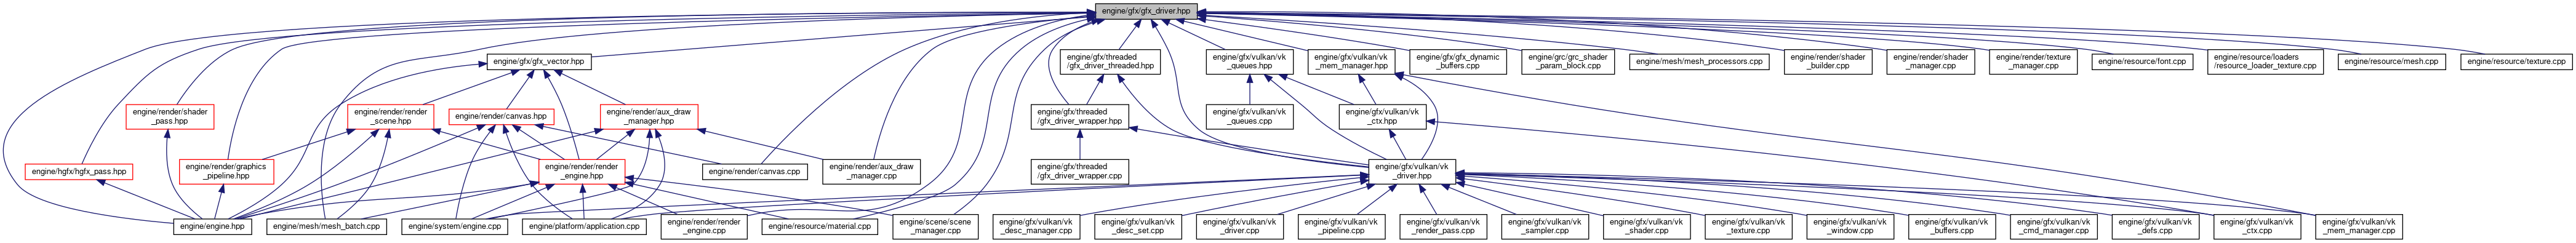 engine/gfx/gfx_driver.hpp
engine/gfx/gfx_vector.hpp
engine/gfx/threaded
/gfx_driver_threaded.hpp
engine/gfx/vulkan/vk
_queues.hpp
engine/gfx/vulkan/vk
_mem_manager.hpp
engine/gfx/gfx_dynamic
_buffers.cpp
engine/grc/grc_shader
_param_block.cpp
engine/mesh/mesh_processors.cpp
engine/render/shader
_builder.cpp
engine/render/shader
_manager.cpp
engine/render/texture
_manager.cpp
engine/resource/font.cpp
engine/resource/loaders
/resource_loader_texture.cpp
engine/resource/mesh.cpp
engine/resource/texture.cpp
engine/render/shader
_pass.hpp
engine/render/render
_scene.hpp
engine/render/canvas.hpp
engine/render/aux_draw
_manager.hpp
engine/gfx/threaded
/gfx_driver_wrapper.hpp
engine/gfx/vulkan/vk
_queues.cpp
engine/gfx/vulkan/vk
_ctx.hpp
engine/hgfx/hgfx_pass.hpp
engine/render/graphics
_pipeline.hpp
engine/render/render
_engine.hpp
engine/render/canvas.cpp
engine/render/aux_draw
_manager.cpp
engine/gfx/threaded
/gfx_driver_wrapper.cpp
engine/gfx/vulkan/vk
_driver.hpp
engine/engine.hpp
engine/mesh/mesh_batch.cpp
engine/system/engine.cpp
engine/platform/application.cpp
engine/render/render
_engine.cpp
engine/resource/material.cpp
engine/scene/scene
_manager.cpp
engine/gfx/vulkan/vk
_desc_manager.cpp
engine/gfx/vulkan/vk
_desc_set.cpp
engine/gfx/vulkan/vk
_driver.cpp
engine/gfx/vulkan/vk
_pipeline.cpp
engine/gfx/vulkan/vk
_render_pass.cpp
engine/gfx/vulkan/vk
_sampler.cpp
engine/gfx/vulkan/vk
_shader.cpp
engine/gfx/vulkan/vk
_texture.cpp
engine/gfx/vulkan/vk
_window.cpp
engine/gfx/vulkan/vk
_buffers.cpp
engine/gfx/vulkan/vk
_cmd_manager.cpp
engine/gfx/vulkan/vk
_defs.cpp
engine/gfx/vulkan/vk
_ctx.cpp
engine/gfx/vulkan/vk
_mem_manager.cpp